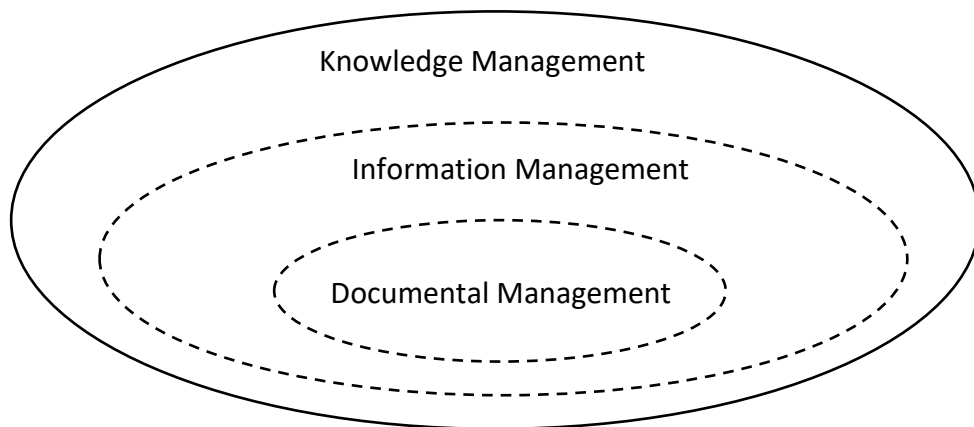 Knowledge Management
Information Management
Documental Management